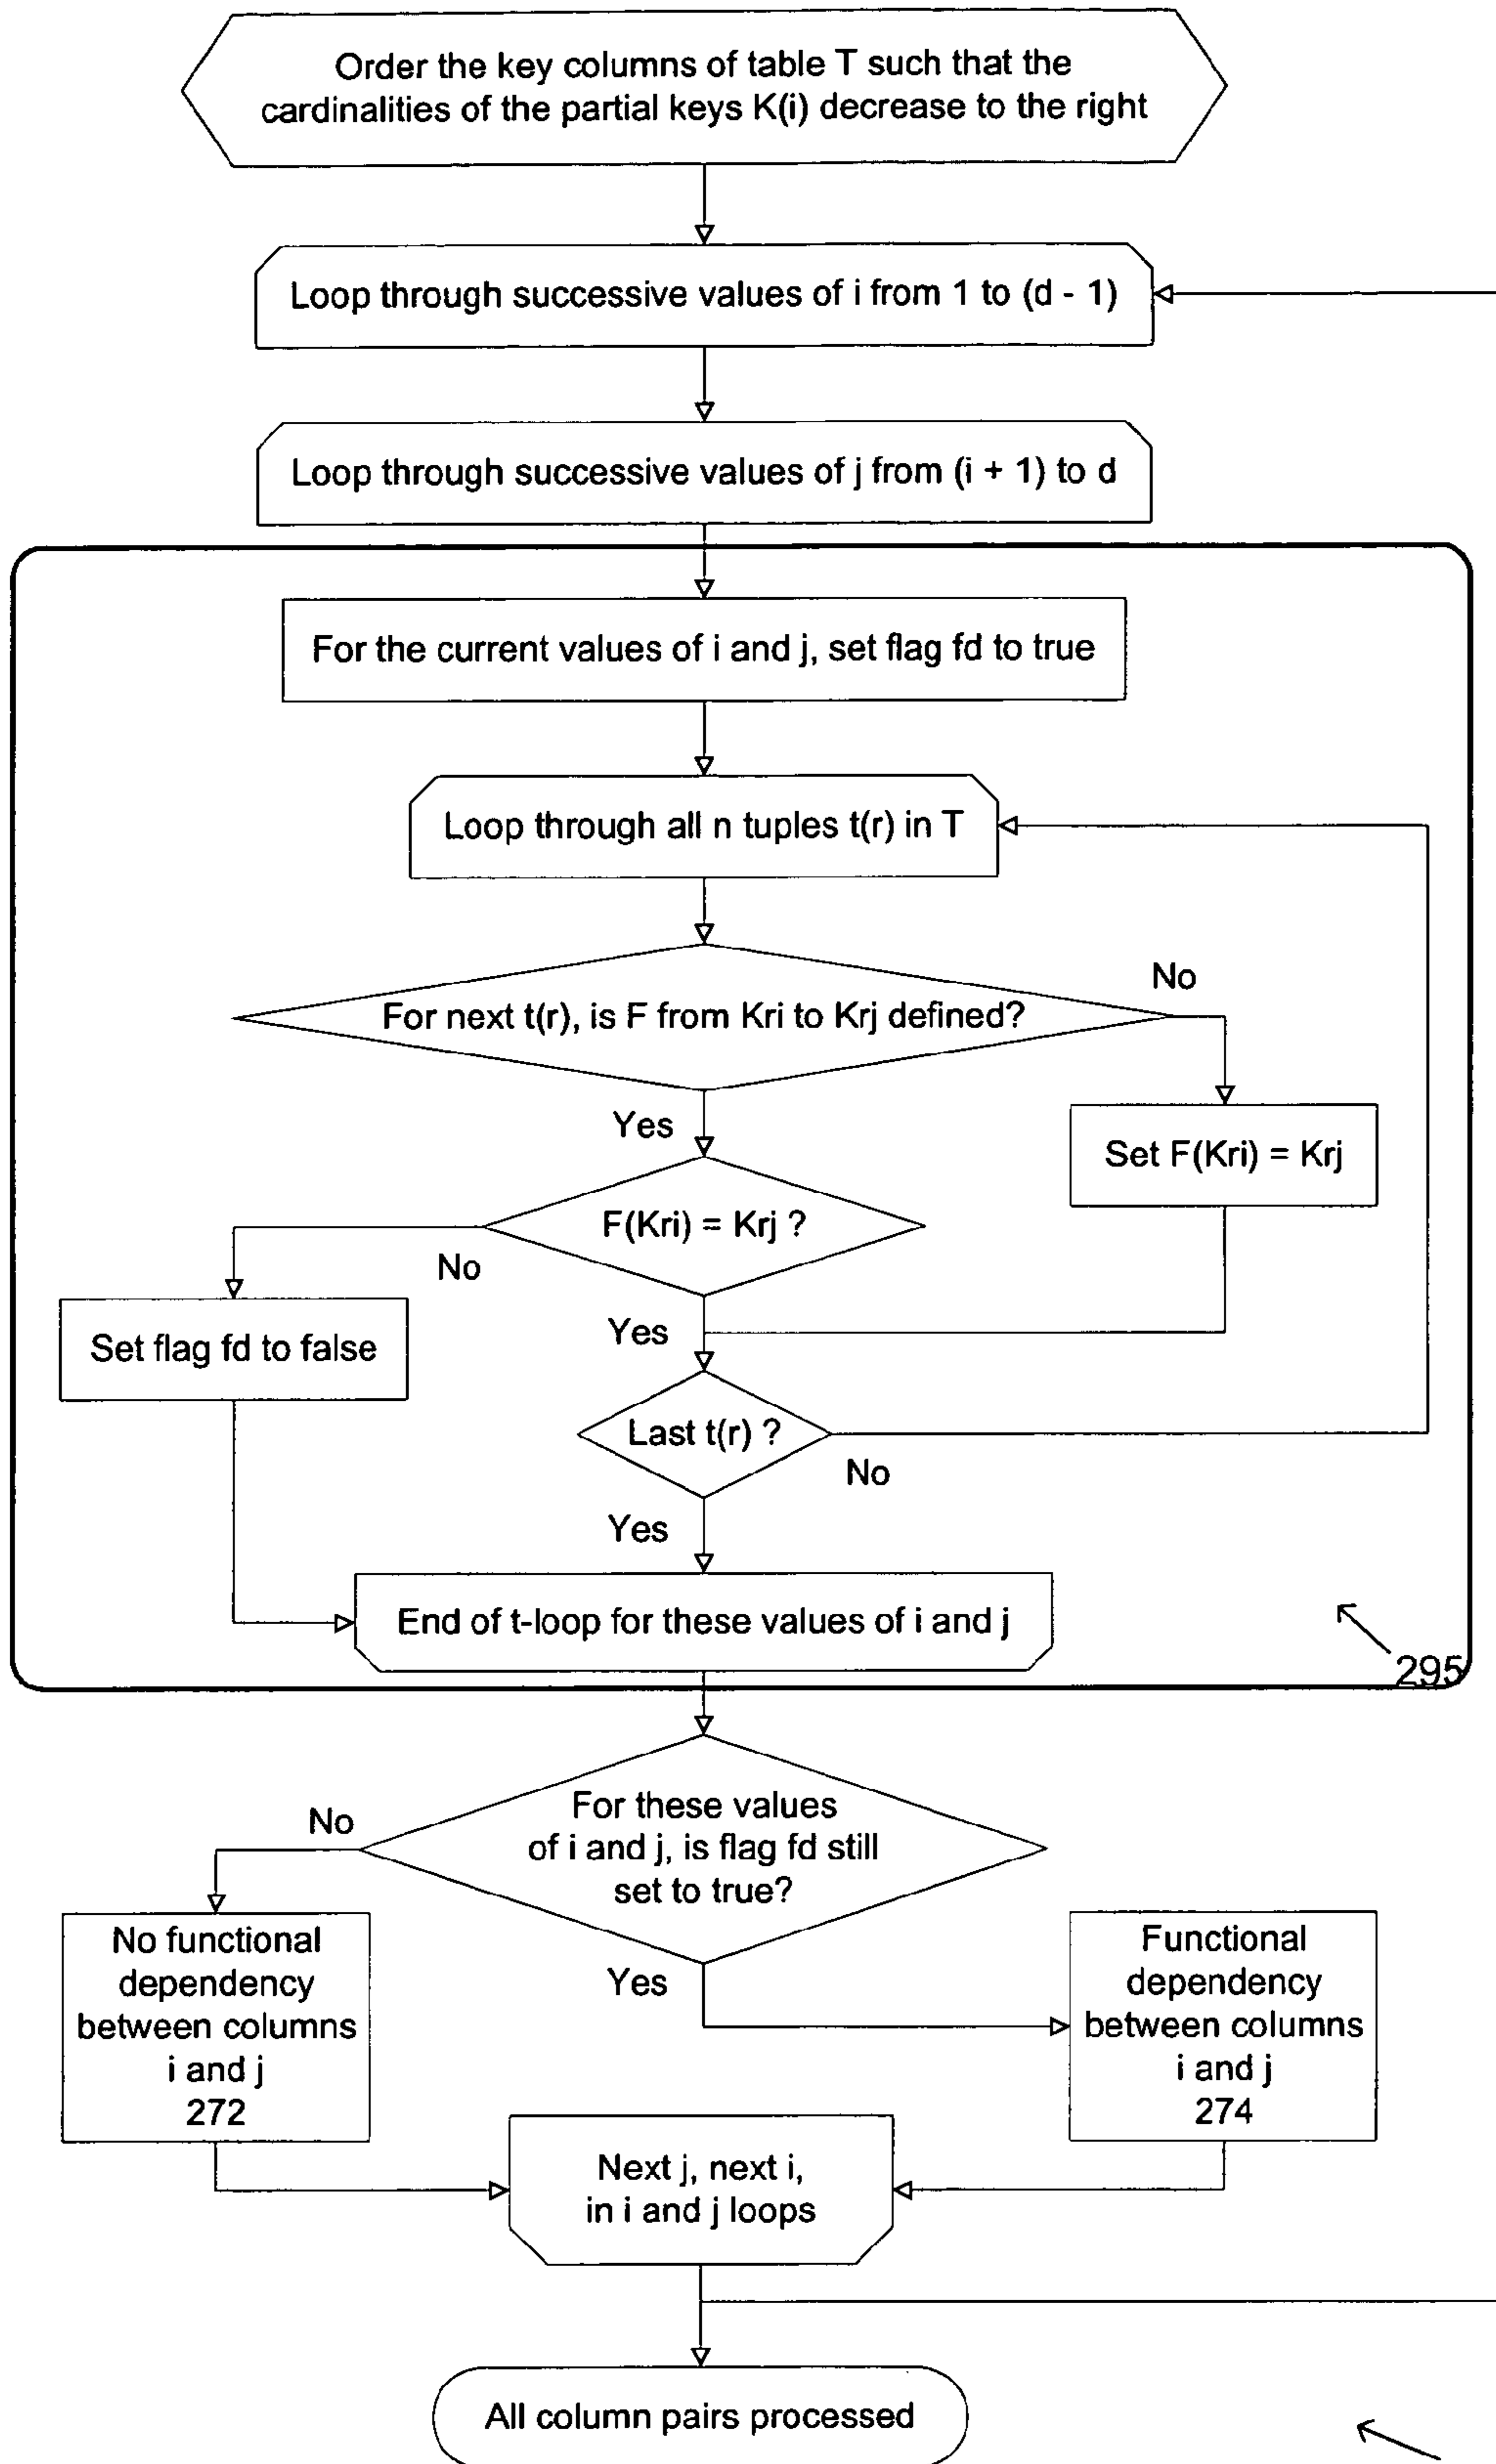 Order the key columns of table T such that the
cardinalities of the partial keys K(i) decrease to the right
Loop through successive values of i from 1 to (d - 1)
Loop through successive values of j from (i + 1) to d
For the current values of i and j, set flag fd to true
Loop through all n tuples t(r) in T
No
For next t(r), is F from Kri to Krj defined?
Yes
Set F(Kri) = Krj
F(Kri) = Krj ?
No
Set flag fd to false
Yes
Last t(r) ?
No
Yes
End of t-loop for these values of i and j
295
For these values
of i and j, is flag fd still
set to true?
No
Yes
No functional
dependency
between columns
i and j
272
Functional
dependency
between columns
i and j
274
Next j, next i,
in i and j loops
All column pairs processed